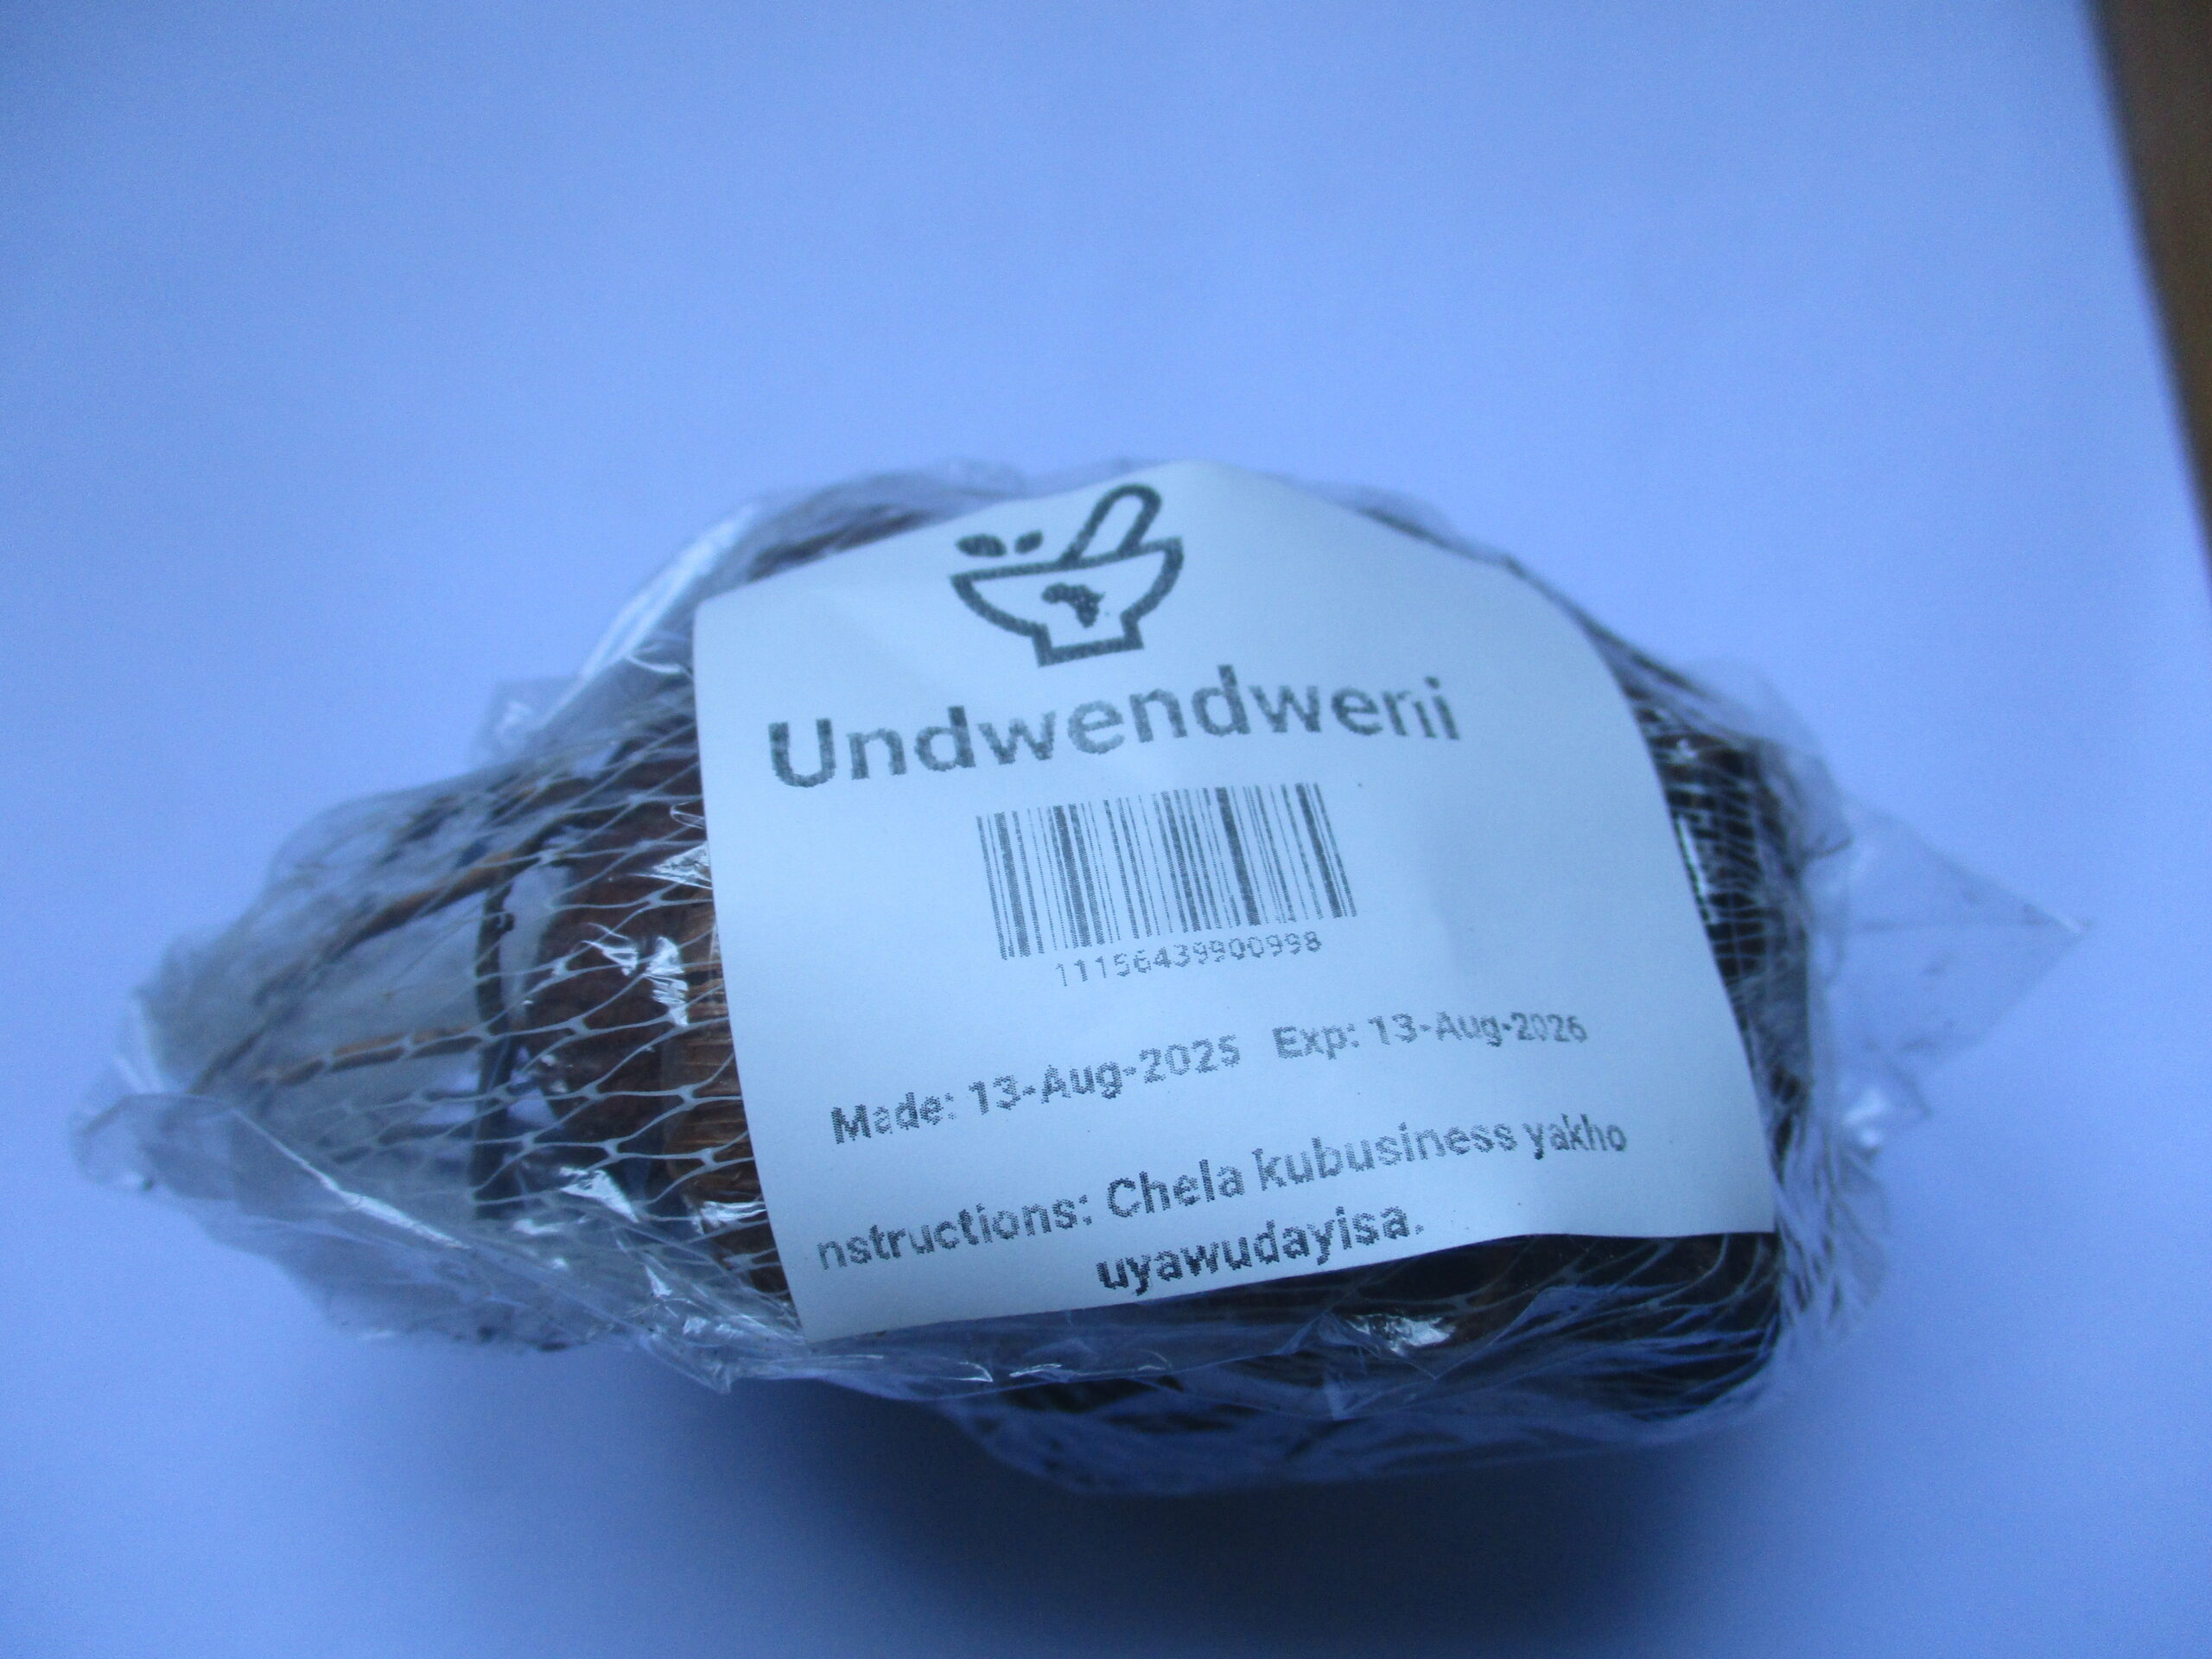 Undwendweni
11156439900998
Made: 13-Aug-2025 Exp: 13-Aug-2026
nstructions: Chela kubusiness yakho
uyawudayisa.